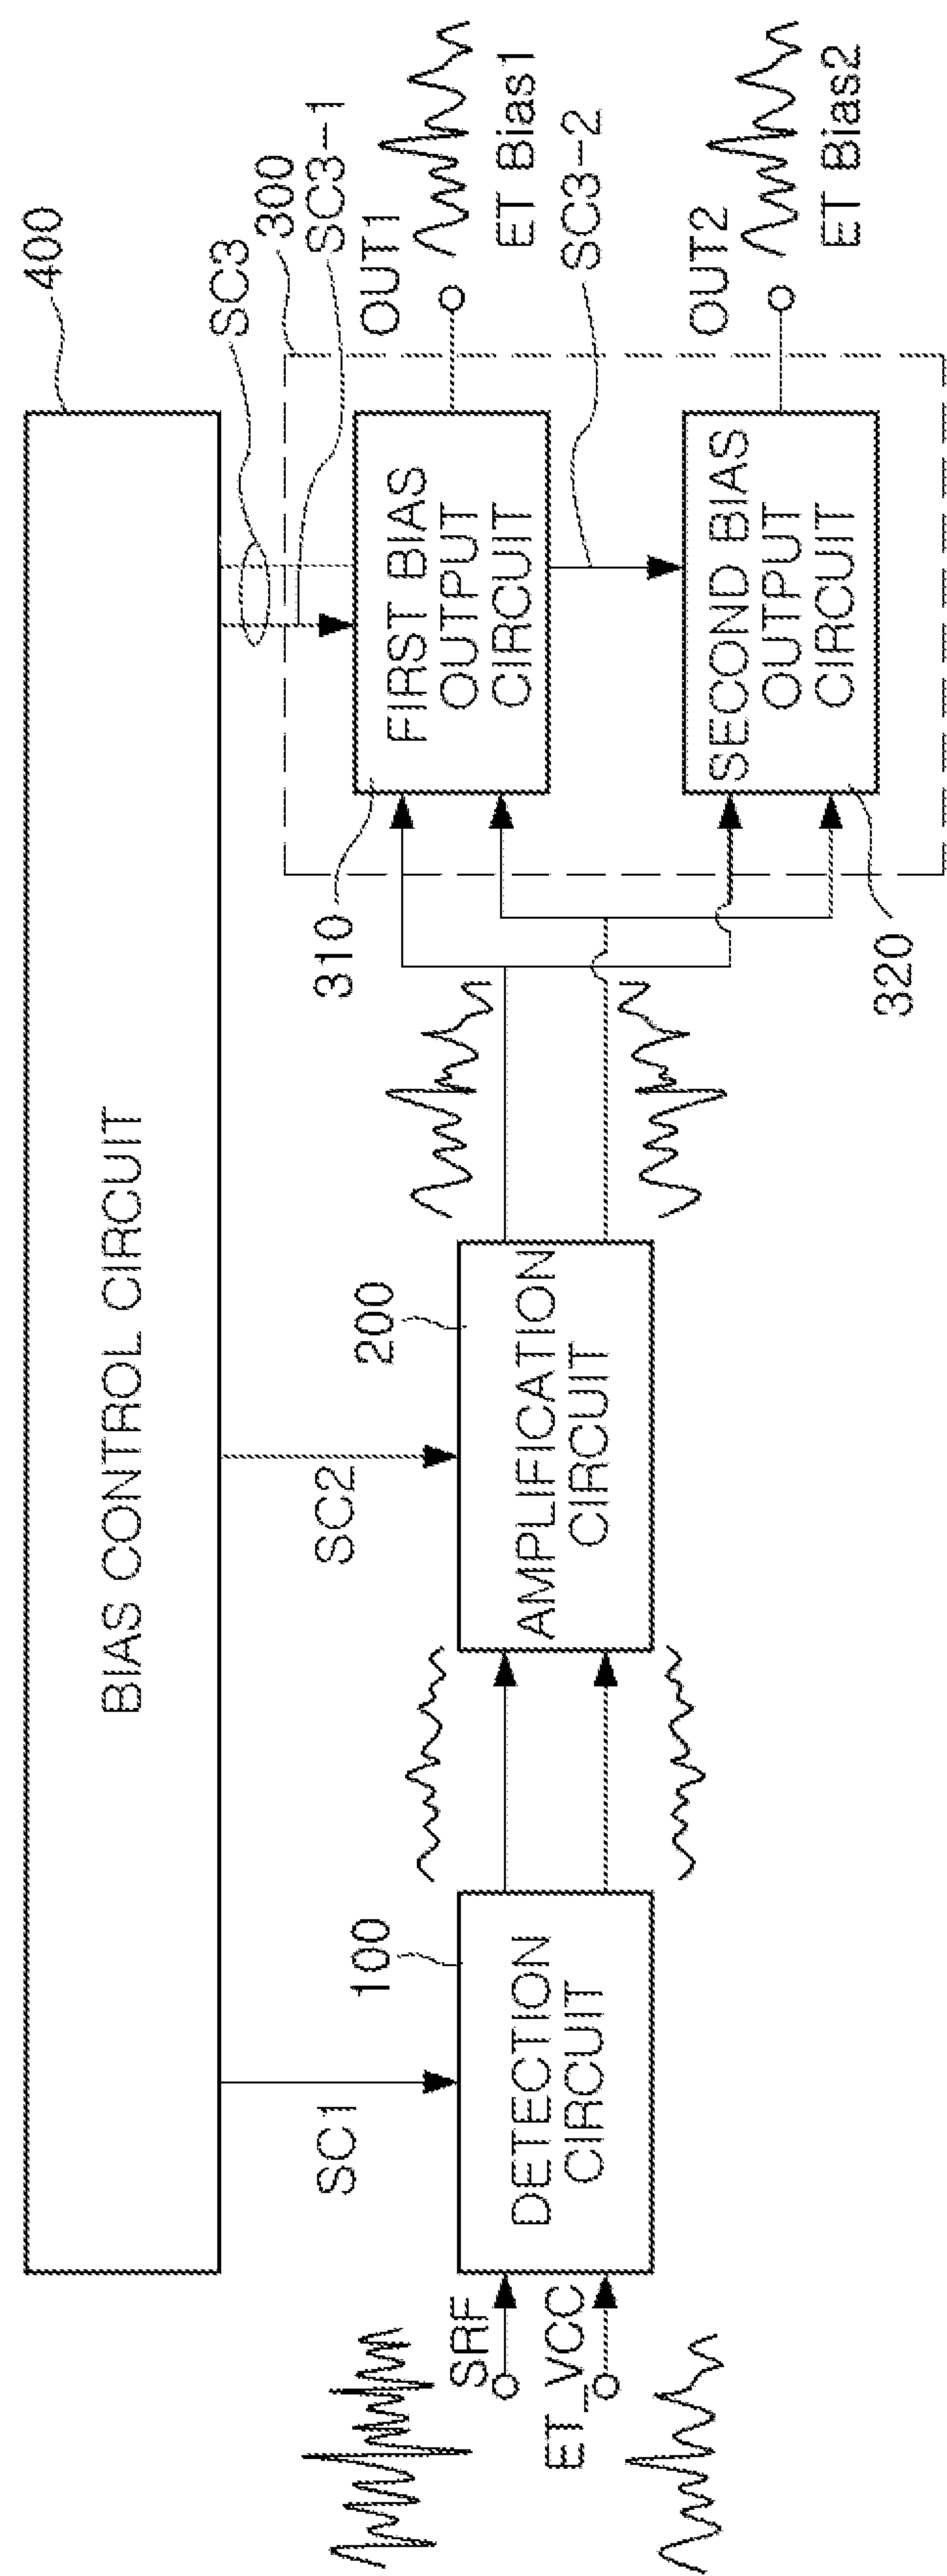 BIAS CONTROL CIRCUIT
400
SC1
SC2
SC3
300
SC3-1
100
DETECTION
CIRCUIT
200
AMPLIFICATION
CIRCUIT
310
FIRST BIAS
OUTPUT
CIRCUIT
OUT1
ET Bias1
SC3-2
SRF
ET_VCC
320
SECOND BIAS
OUTPUT
CIRCUIT
OUT2
ET Bias2